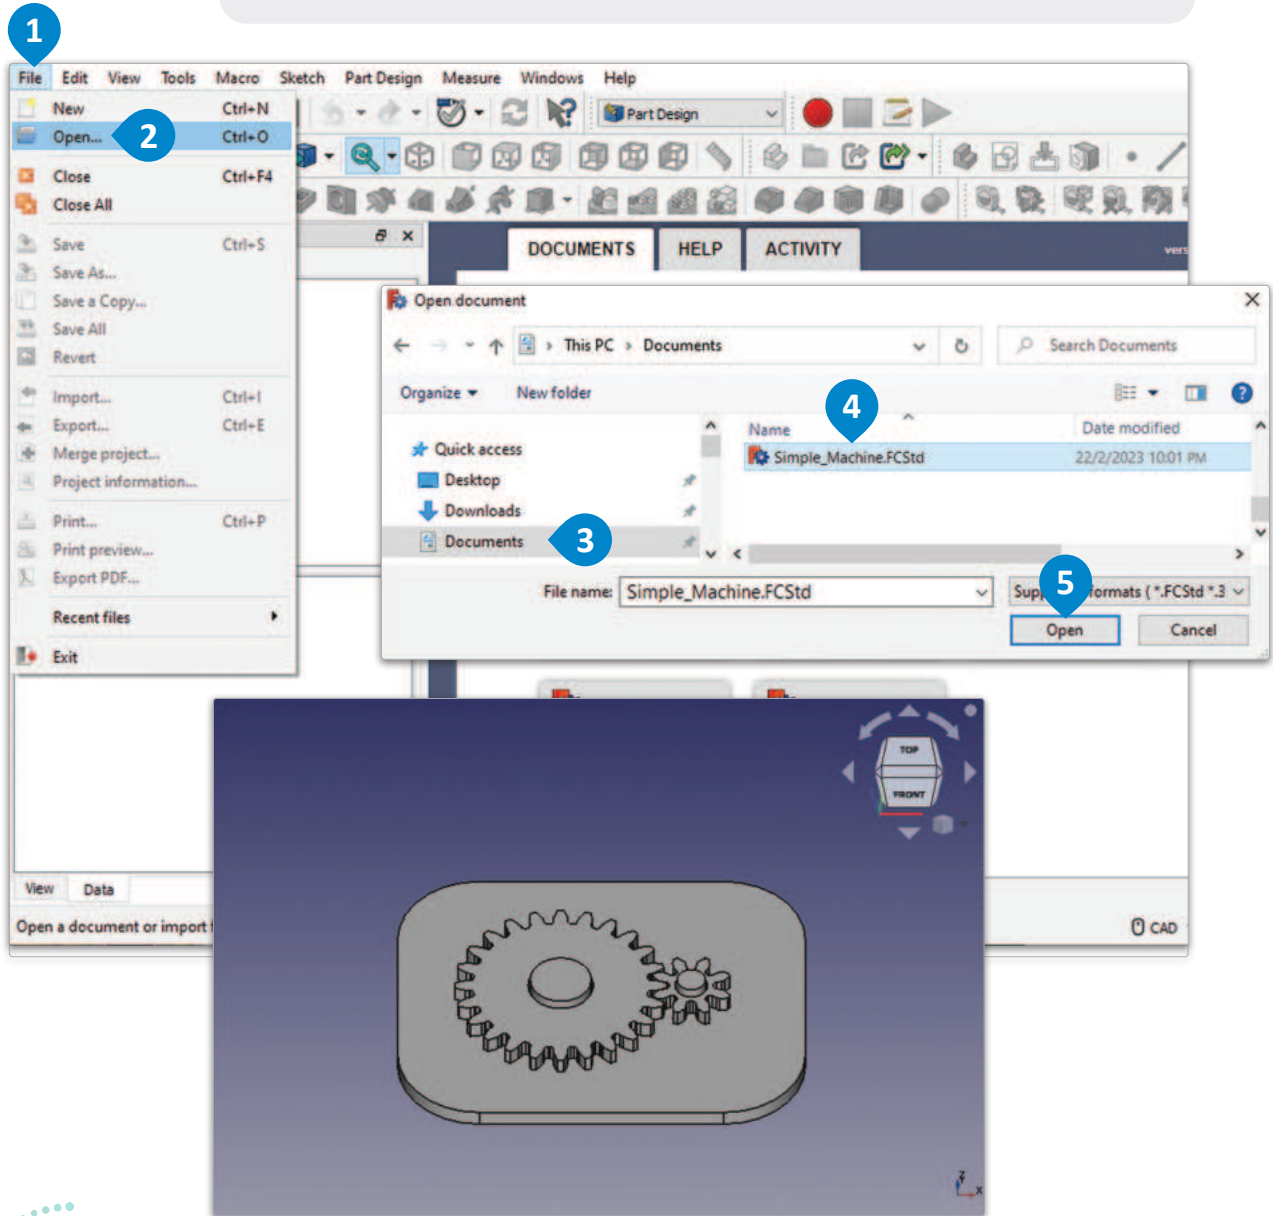 1
File Edit View Tools Macro Sketch Part Design Measure Windows Help
New Ctrl+N
Part Design
Open... Ctrl+O
2
Close Ctrl+F4
Close All
DOCUMENTS HELP ACTIVITY
vers
Save Ctrl+S
Save As...
Save a Copy...
Save All
Revert
Import... Ctrl+I
Export... Ctrl+E
Merge project...
Project information...
Print... Ctrl+P
Print preview...
Export PDF...
Recent files
Exit
Open document
This PC › Documents
Search Documents
Organize New folder
4
Name Date modified
Quick access
Simple_Machine.FCStd 22/2/2023 10:01 PM
Desktop
Downloads
Documents
3
File name: Simple_Machine.FCStd
5
Supp formats ( *.FCStd *.3
Open Cancel
TOP
FRONT
View Data
Open a document or import f
CAD
Z
X